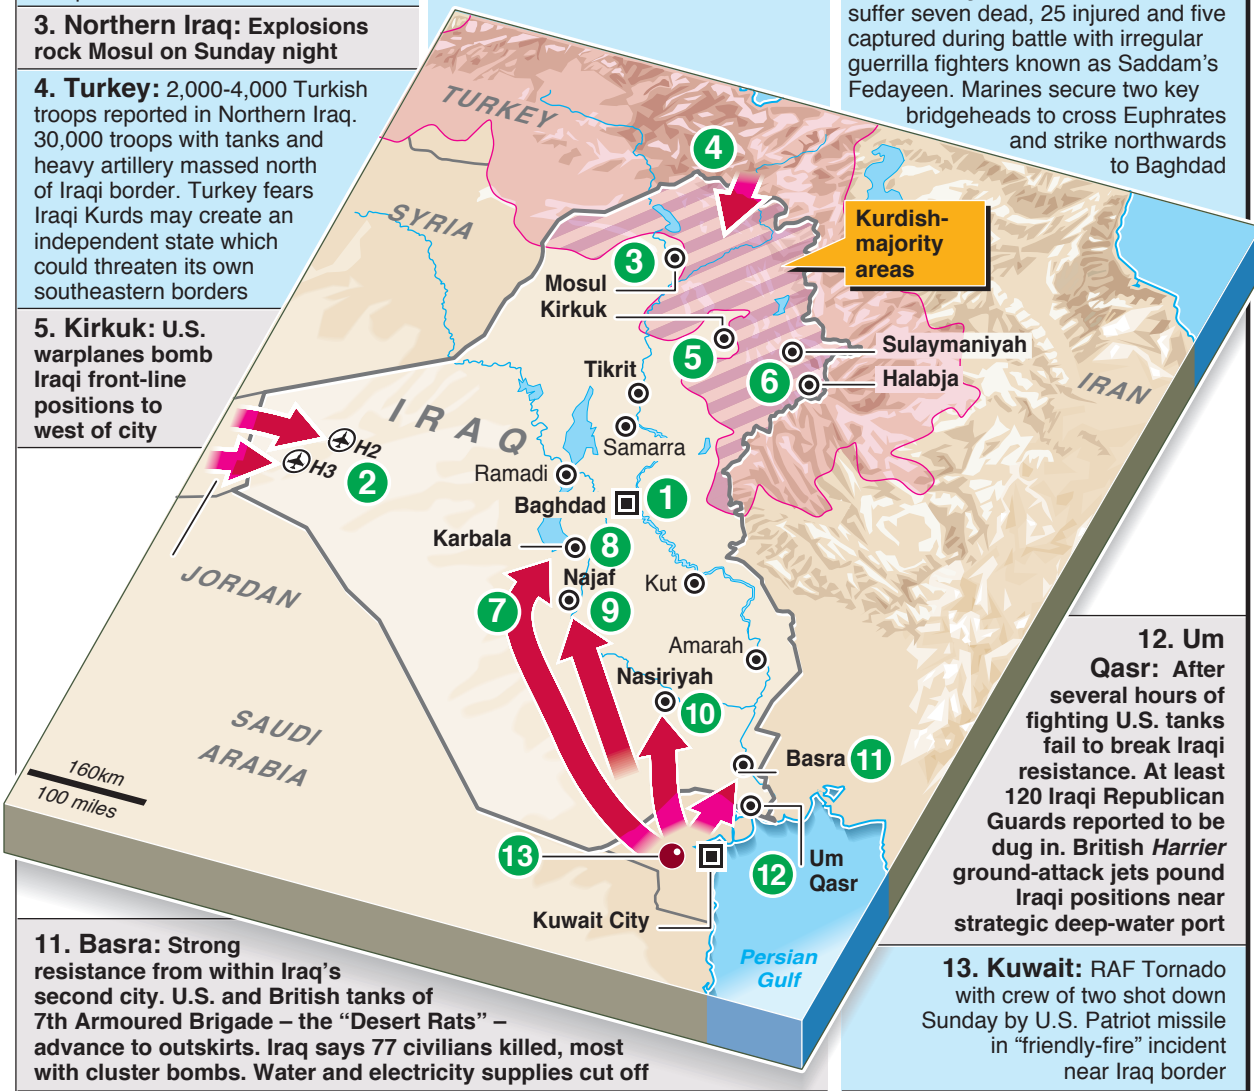 3. Northern Iraq: Explosions
rock Mosul on Sunday night
4. Turkey: 2,000-4,000 Turkish
troops reported in Northern Iraq.
30,000 troops with tanks and
heavy artillery massed north
of Iraqi border. Turkey fears
Iraqi Kurds may create an
independent state which
could threaten its own
southeastern borders
5. Kirkuk: U.S.
warplanes bomb
Iraqi front-line
positions to
west of city
suffer seven dead, 25 injured and five
captured during battle with irregular
guerrilla fighters known as Saddam’s
Fedayeen. Marines secure two key
bridgeheads to cross Euphrates
and strike northwards
to Baghdad
TURKEY
4
SYRIA
Kurdish-
majority
areas
3
Mosul
Kirkuk
5
Sulaymaniyah
6
Halabja
IRAN
Tikrit
IRAQ
Samarra
H2
H3
2
Ramadi
Baghdad
1
Karbala
8
Najaf
9
7
Kut
JORDAN
Amarah
Nasiriyah
10
SAUDI
ARABIA
Basra
11
160km
100 miles
13
12
Um
Qasr
Kuwait City
Persian
Gulf
12. Um
Qasr: After
several hours of
fighting U.S. tanks
fail to break Iraqi
resistance. At least
120 Iraqi Republican
Guards reported to be
dug in. British Harrier
ground-attack jets pound
Iraqi positions near
strategic deep-water port
11. Basra: Strong
resistance from within Iraq’s
second city. U.S. and British tanks of
7th Armoured Brigade – the “Desert Rats” –
advance to outskirts. Iraq says 77 civilians killed, most
with cluster bombs. Water and electricity supplies cut off
13. Kuwait: RAF Tornado
with crew of two shot down
Sunday by U.S. Patriot missile
in “friendly-fire” incident
near Iraq border